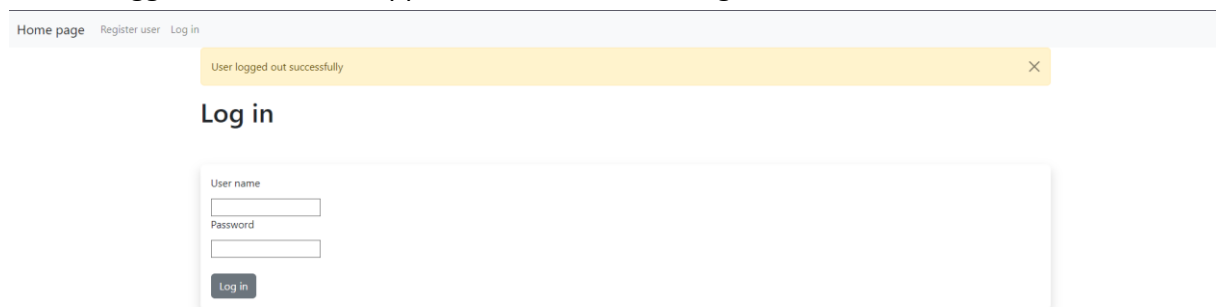 Home page Register user Log in
User logged out successfully
Log in
User name
Password
Log in